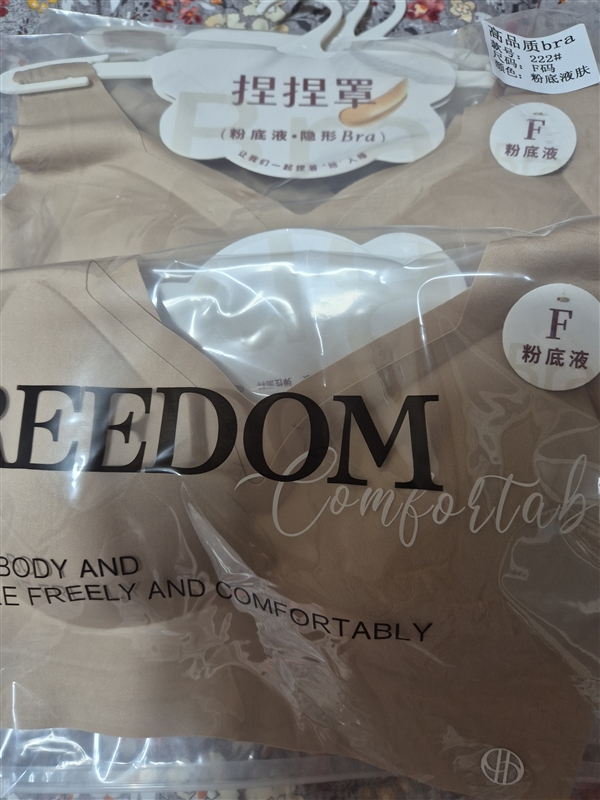 高品质bra
款号: 222#
尺码: F码
颜色: 粉底液肤
捏捏罩
(粉底液·隐形Bra)
F
粉底液
F
粉底液
REEDOM
Comfortab
BODY AND
E FREELY AND COMFORTABLY